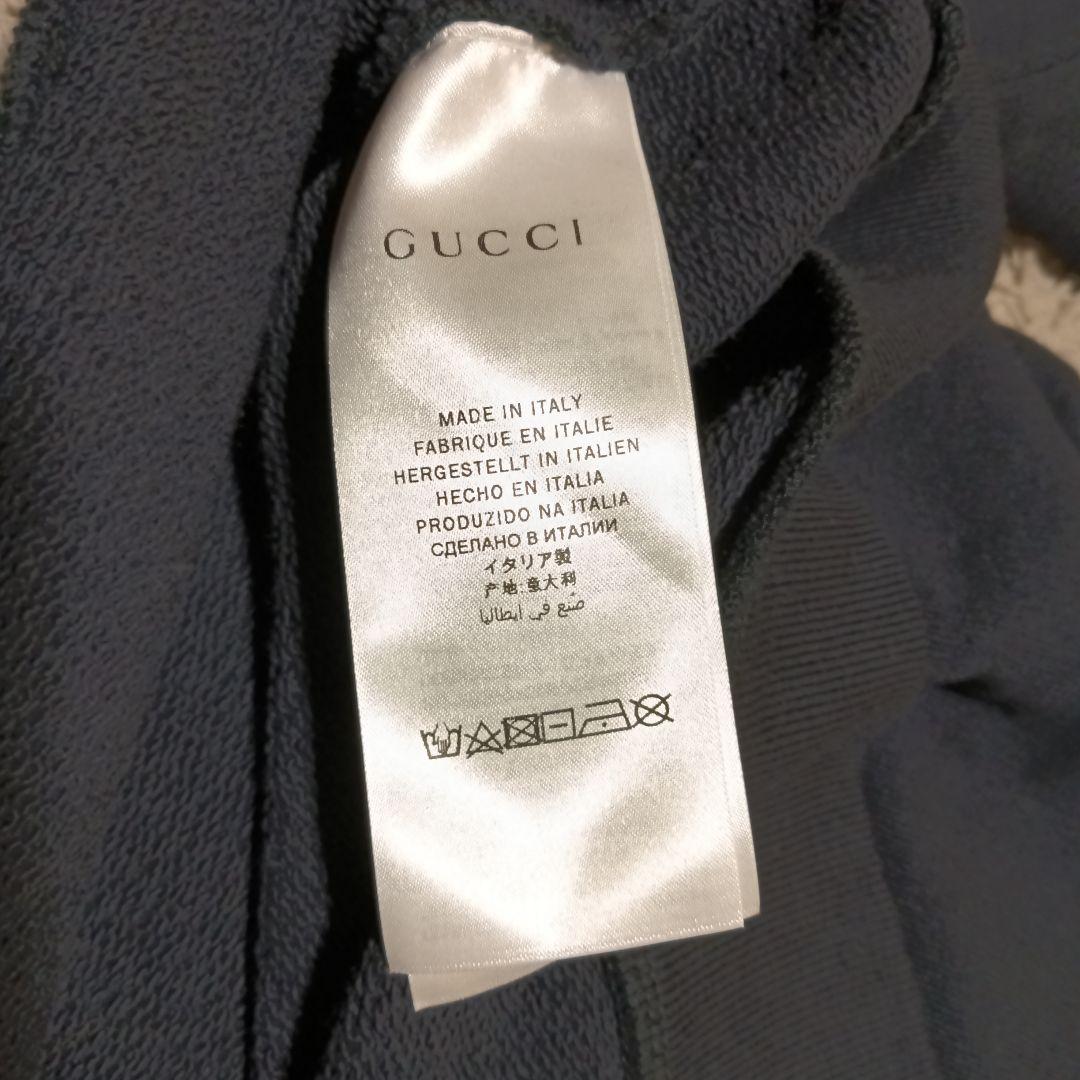 GUCCI
MADE IN ITALY
FABRIQUE EN ITALIE
HERGESTELLT IN ITALIEN
HECHO EN ITALIA
PRODUZIDO NA ITALIA
СДЕЛАНО В ИТАЛИИ
イタリア製
产地:意大利
صُنع في ايطاليا